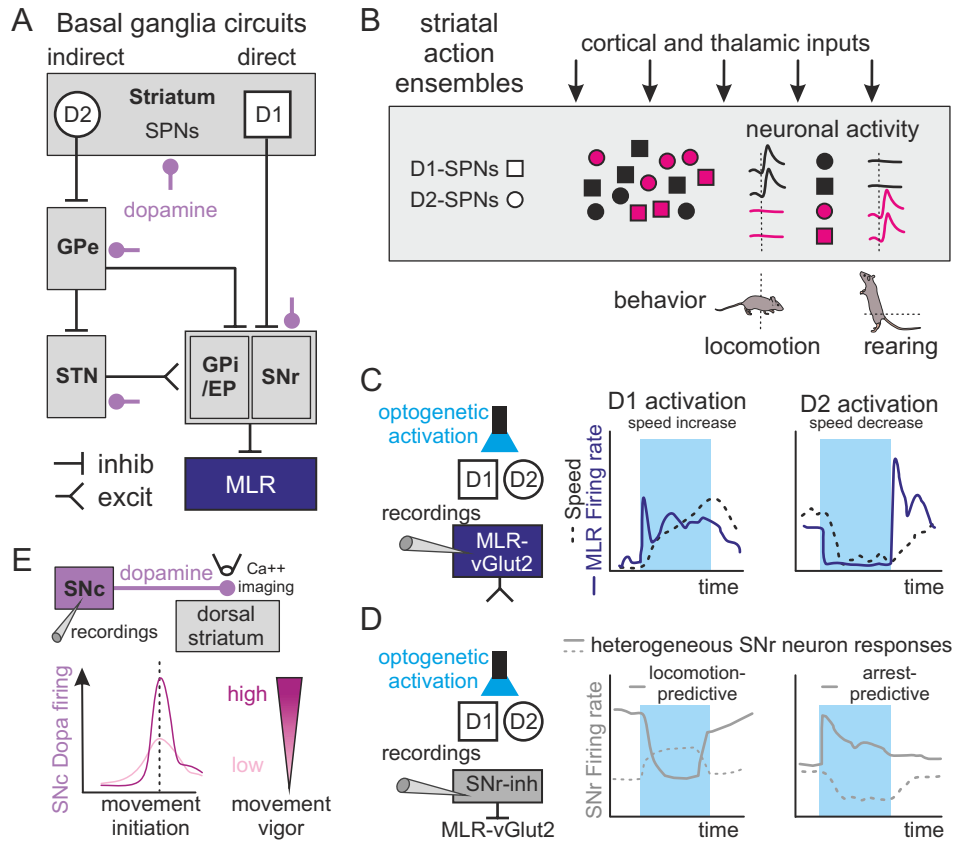 A Basal ganglia circuits
indirect direct
Striatum
D2 D1
SPNs
dopamine
GPe
STN
GPi
/EP
SNr
inhib
excit
MLR
B striatal
action
ensembles
cortical and thalamic inputs
neuronal activity
D1-SPNs
D2-SPNs
behavior
locomotion rearing
C
optogenetic
activation
D1 D2
recordings
MLR-
vGlut2
D1 activation
speed increase
D2 activation
speed decrease
Speed
MLR Firing rate
time time
D
optogenetic
activation
D1 D2
recordings
SNr-inh
MLR-vGlut2
heterogeneous SNr neuron responses
locomotion-
predictive
arrest-
predictive
SNr Firing rate
time time
E
SNc
dopamine
Ca++
imaging
recordings
dorsal
striatum
SNc Dopa firing
high
low
movement
initiation
movement
vigor